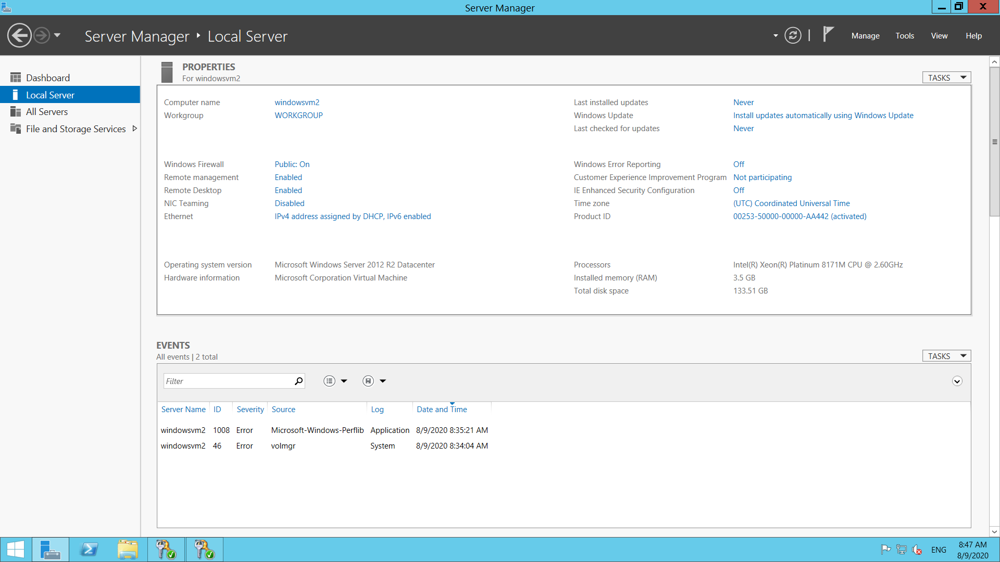 Server Manager
Server Manager ‣ Local Server
Manage Tools View Help
Dashboard
Local Server
All Servers
File and Storage Services
PROPERTIES
For windowsvm2
TASKS
Computer name windowsvm2
Workgroup WORKGROUP
Last installed updates Never
Windows Update Install updates automatically using Windows Update
Last checked for updates Never
Windows Firewall Public: On
Remote management Enabled
Remote Desktop Enabled
NIC Teaming Disabled
Ethernet IPv4 address assigned by DHCP, IPv6 enabled
Windows Error Reporting Off
Customer Experience Improvement Program Not participating
IE Enhanced Security Configuration Off
Time zone (UTC) Coordinated Universal Time
Product ID 00253-50000-00000-AA442 (activated)
Operating system version Microsoft Windows Server 2012 R2 Datacenter
Hardware information Microsoft Corporation Virtual Machine
Processors Intel(R) Xeon(R) Platinum 8171M CPU @ 2.60GHz
Installed memory (RAM) 3.5 GB
Total disk space 133.51 GB
EVENTS
All events | 2 total
TASKS
Filter
Server Name ID Severity Source Log Date and Time
windowsvm2 1008 Error Microsoft-Windows-Perflib Application 8/9/2020 8:35:21 AM
windowsvm2 46 Error volmgr System 8/9/2020 8:34:04 AM
ENG
8:47 AM
8/9/2020